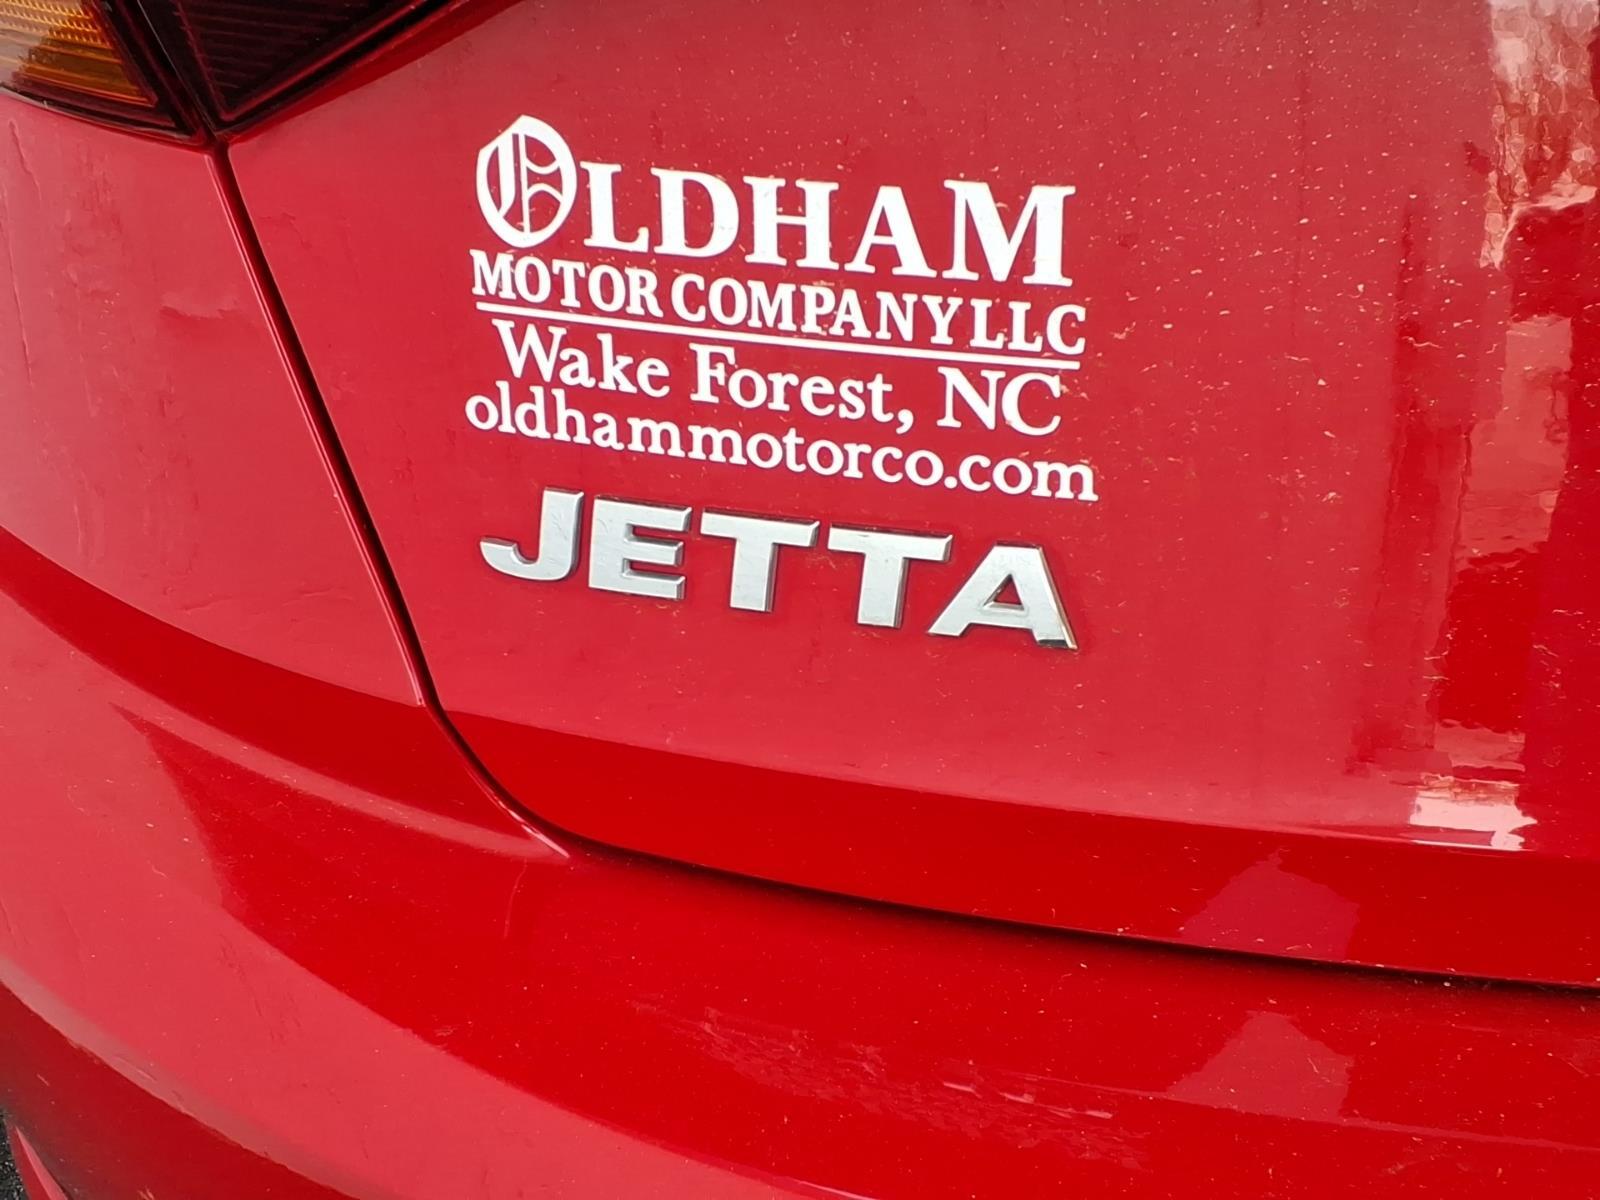 OLDHAM
MOTOR COMPANY LLC
Wake Forest, NC
oldhammotorco.com
JETTA